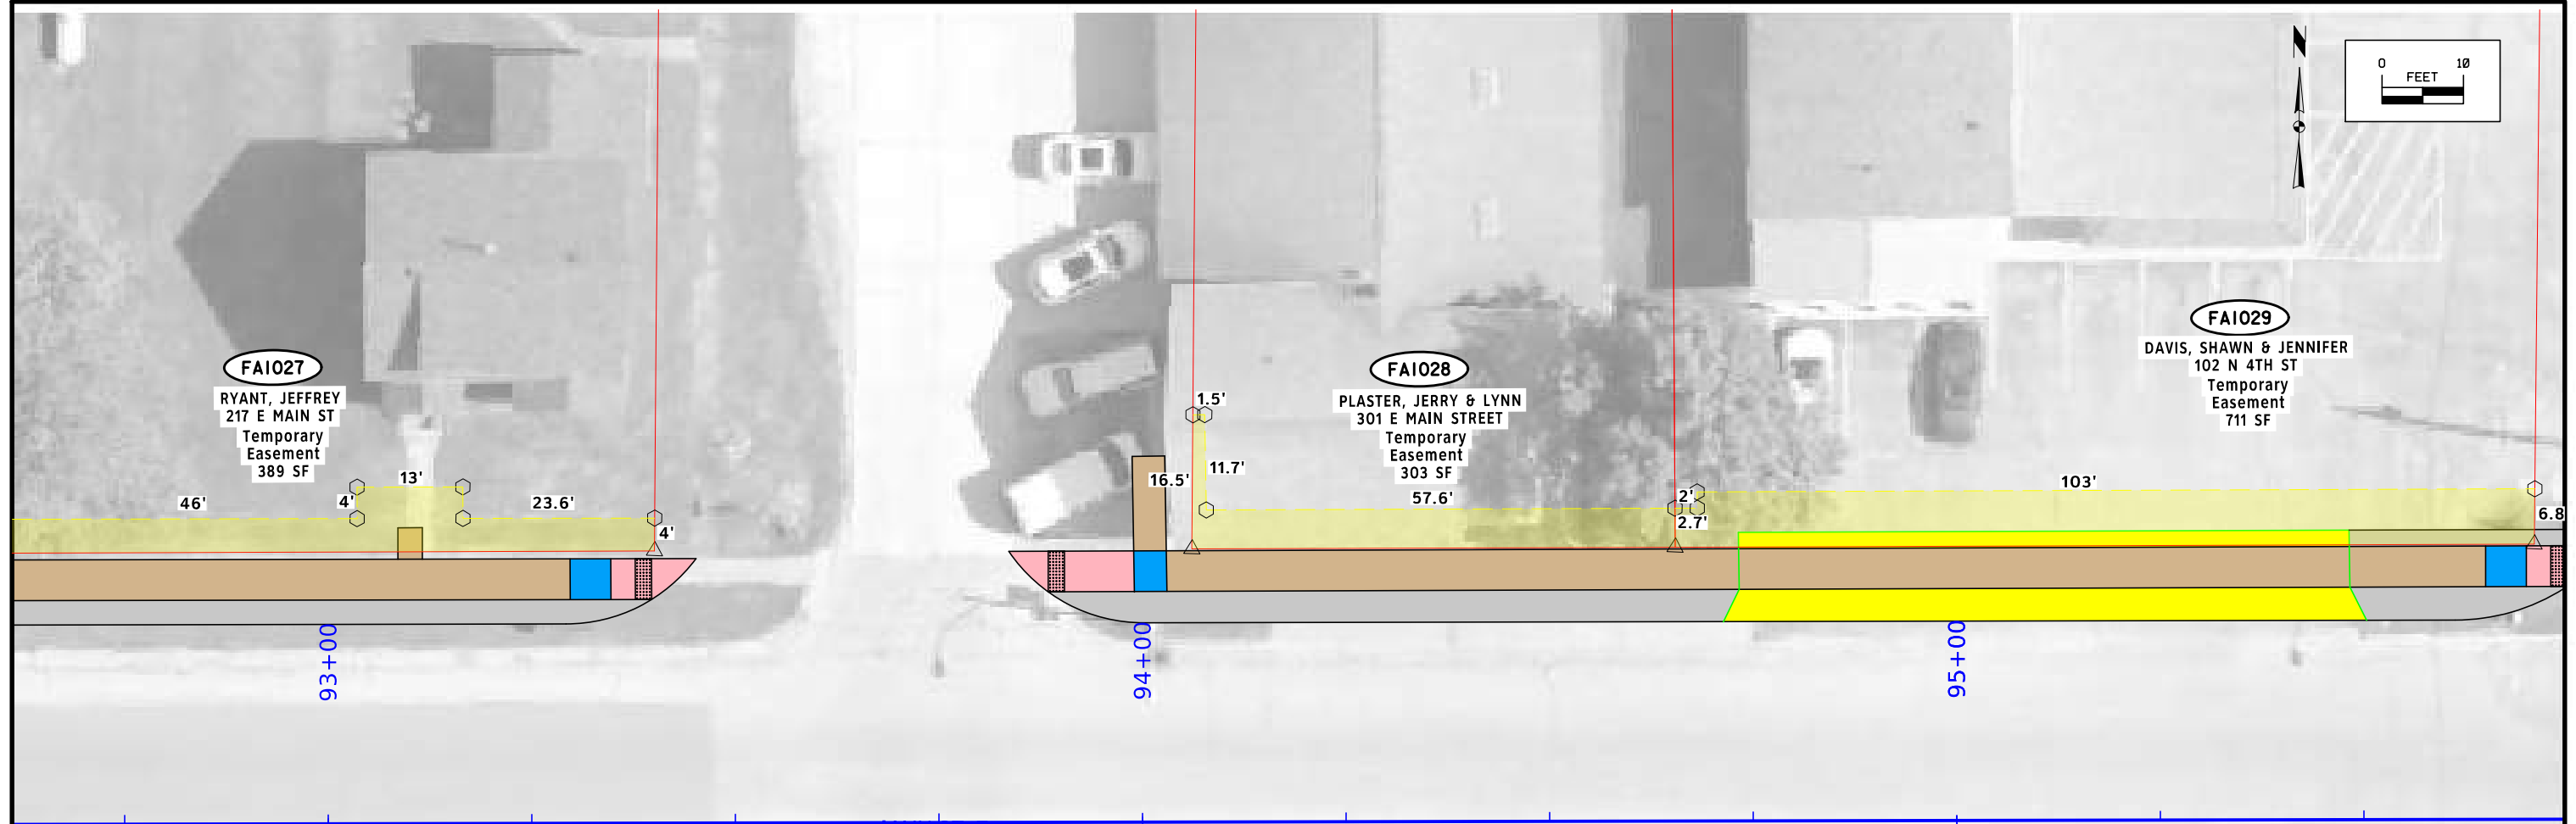 N
0 10
FEET
FA1027
RYANT, JEFFREY
217 E MAIN ST
Temporary
Easement
389 SF
46'
4'
13'
23.6'
4'
FA1028
PLASTER, JERRY & LYNN
301 E MAIN STREET
Temporary
Easement
303 SF
1.5'
11.7'
16.5'
57.6'
2'
2.7'
FA1029
DAVIS, SHAWN & JENNIFER
102 N 4TH ST
Temporary
Easement
711 SF
103'
6.8
93+00
94+00
95+00